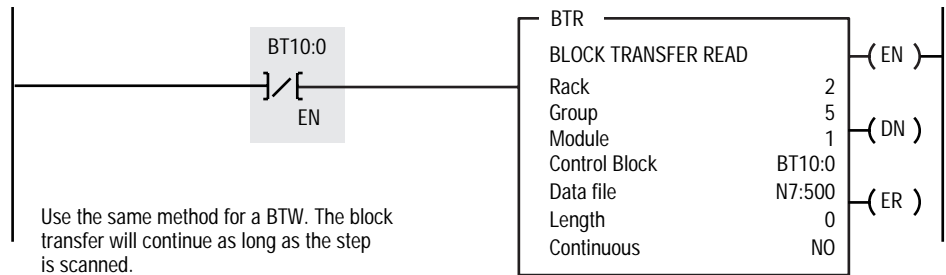 BT10:0
EN
BTR
BLOCK TRANSFER READ
Rack 2
Group 5
Module 1
Control Block BT10:0
Data file N7:500
Length 0
Continuous NO
EN
DN
ER
Use the same method for a BTW. The block
transfer will continue as long as the step
is scanned.